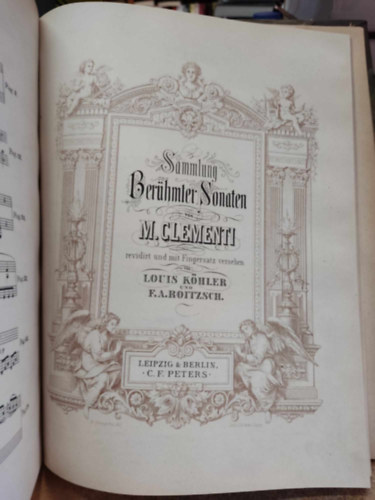 Sammlung
Berühmter Sonaten
von
M. CLEMENTI
revidirt und mit Fingersatz versehen
von
LOUIS KÖHLER
UND
F. A. ROITZSCH.
LEIPZIG & BERLIN,
C. F. PETERS